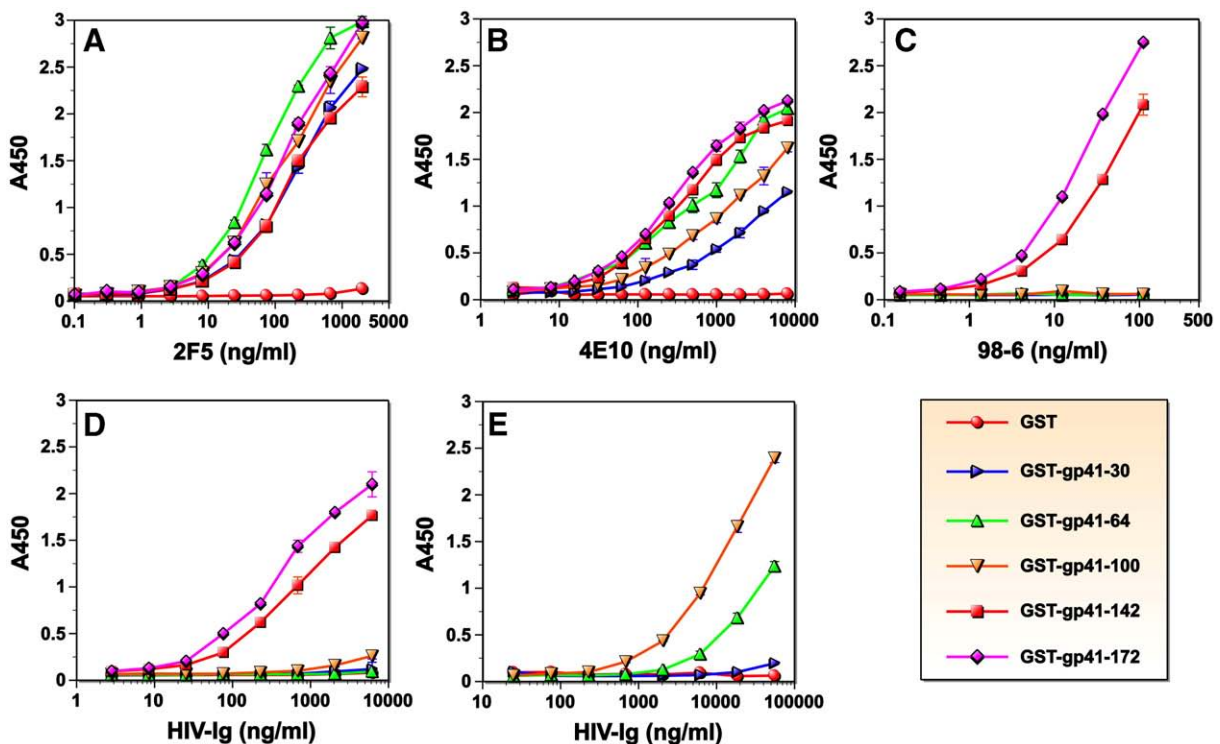 A
3
2.5
2
1.5
1
0.5
0
A450
0.1 1 10 100 1000 5000
2F5 (ng/ml)
B
3
2.5
2
1.5
1
0.5
0
A450
1 10 100 1000 10000
4E10 (ng/ml)
C
3
2.5
2
1.5
1
0.5
0
A450
0.1 1 10 100 500
98-6 (ng/ml)
D
3
2.5
2
1.5
1
0.5
0
A450
1 10 100 1000 10000
HIV-Ig (ng/ml)
E
3
2.5
2
1.5
1
0.5
0
A450
10 100 1000 10000 100000
HIV-Ig (ng/ml)
GST
GST-gp41-30
GST-gp41-64
GST-gp41-100
GST-gp41-142
GST-gp41-172